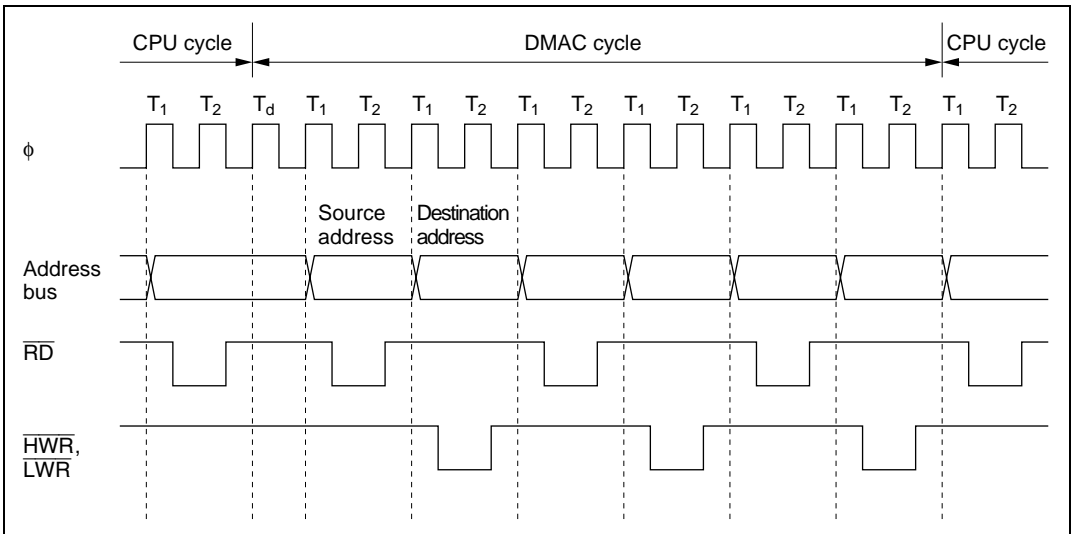 CPU cycle DMAC cycle CPU cycle
T1 T2 Td T1 T2 T1 T2 T1 T2 T1 T2 T1 T2 T1 T2 T1 T2
φ
Source address
Destination address
Address bus
RD
HWR,
LWR